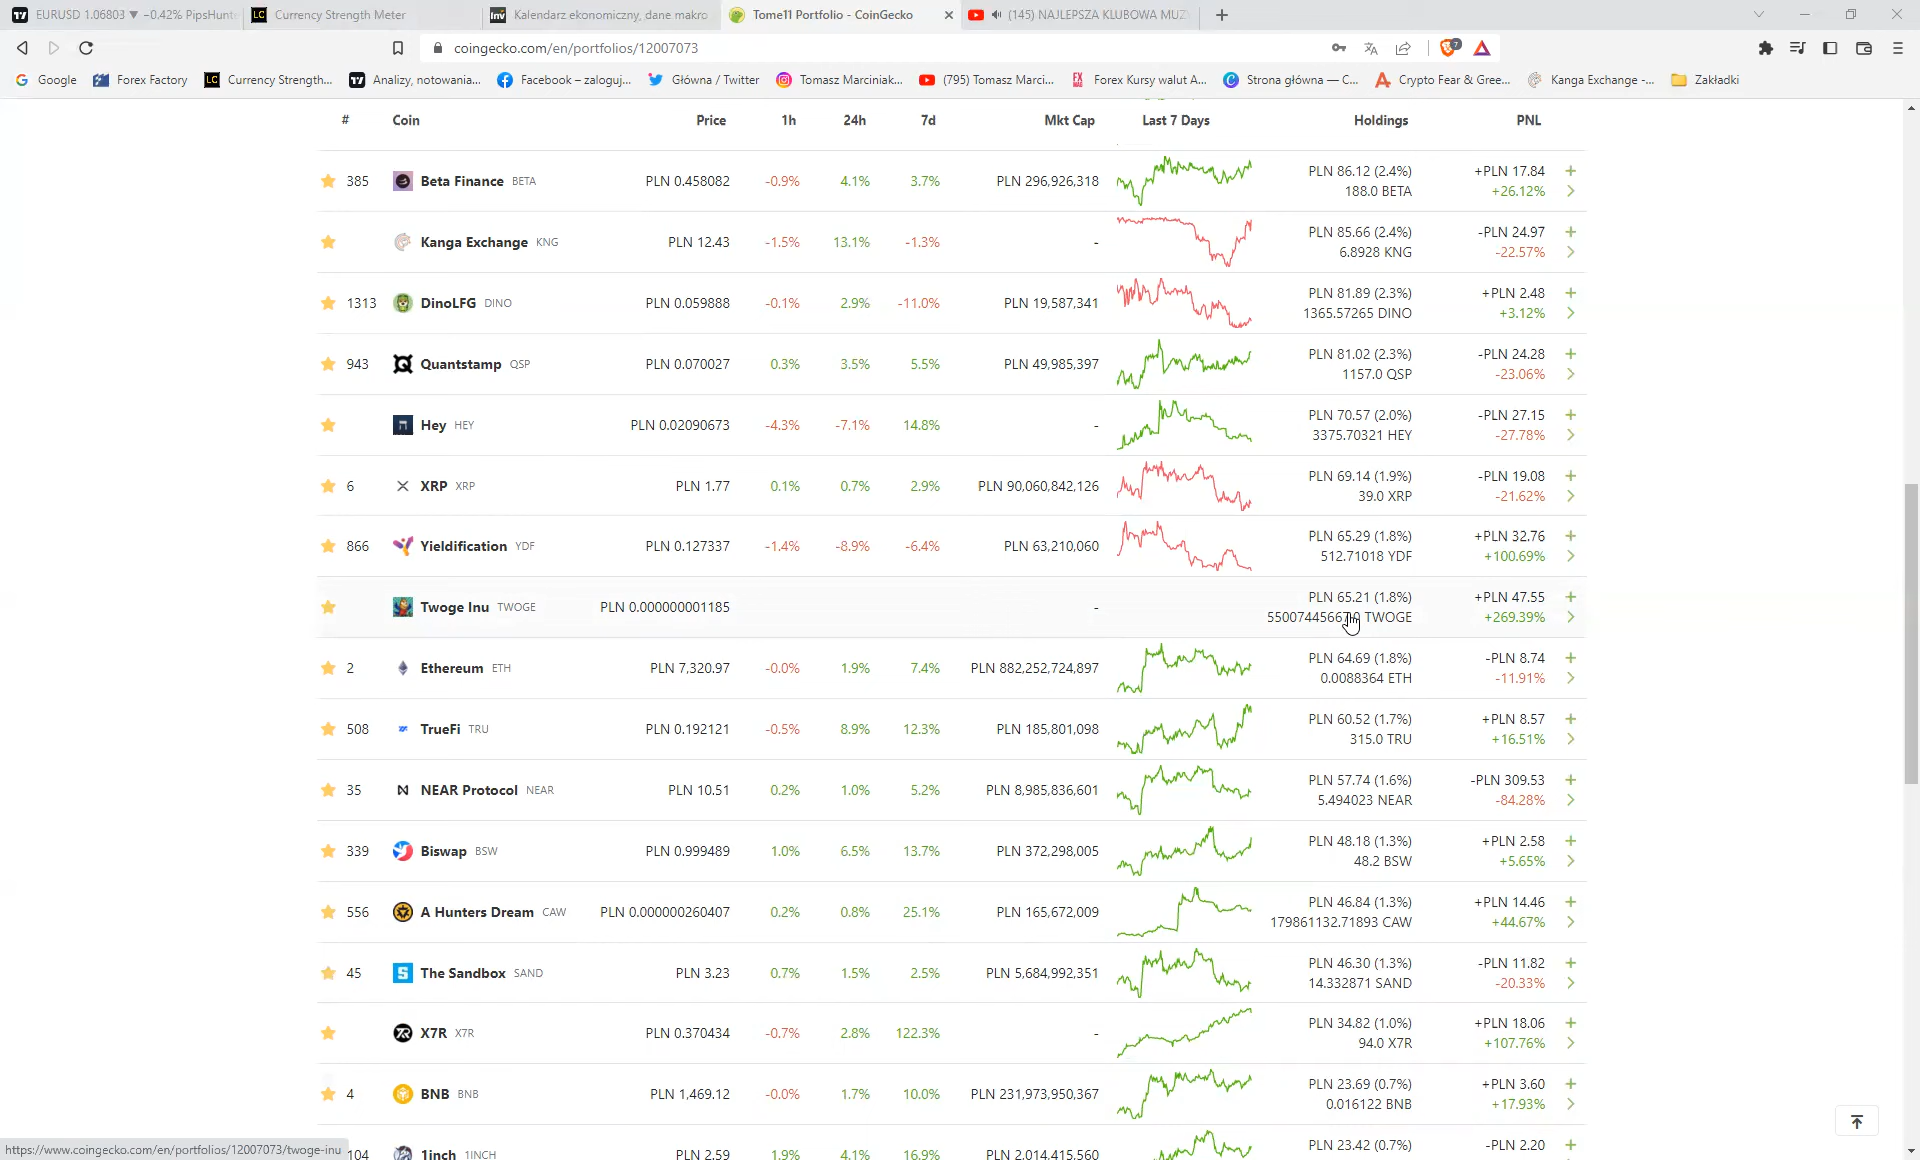 EURUSD 1.06803 ▼ −0.42% PipsHunt
Currency Strength Meter
Kalendarz ekonomiczny, dane makro
Tome11 Portfolio - CoinGecko
(145) NAJLEPSZA KLUBOWA MUZ
coingecko.com/en/portfolios/12007073
Google
Forex Factory
Currency Strength...
Analizy, notowania...
Facebook – zaloguj...
Główna / Twitter
Tomasz Marciniak...
(795) Tomasz Marci...
Forex Kursy walut A...
Strona główna — C...
Crypto Fear & Gree...
Kanga Exchange -...
Zakładki
# Coin Price 1h 24h 7d Mkt Cap Last 7 Days Holdings PNL
385 Beta Finance BETA PLN 0.458082 -0.9% 4.1% 3.7% PLN 296,926,318 PLN 86.12 (2.4%) +PLN 17.84
188.0 BETA +26.12%
Kanga Exchange KNG PLN 12.43 -1.5% 13.1% -1.3% - PLN 85.66 (2.4%) -PLN 24.97
6.8928 KNG -22.57%
1313 DinoLFG DINO PLN 0.059888 -0.1% 2.9% -11.0% PLN 19,587,341 PLN 81.89 (2.3%) +PLN 2.48
1365.57265 DINO +3.12%
943 Quantstamp QSP PLN 0.070027 0.3% 3.5% 5.5% PLN 49,985,397 PLN 81.02 (2.3%) -PLN 24.28
1157.0 QSP -23.06%
Hey HEY PLN 0.02090673 -4.3% -7.1% 14.8% - PLN 70.57 (2.0%) -PLN 27.15
3375.70321 HEY -27.78%
6 XRP XRP PLN 1.77 0.1% 0.7% 2.9% PLN 90,060,842,126 PLN 69.14 (1.9%) -PLN 19.08
39.0 XRP -21.62%
866 Yieldification YDF PLN 0.127337 -1.4% -8.9% -6.4% PLN 63,210,060 PLN 65.29 (1.8%) +PLN 32.76
512.71018 YDF +100.69%
Twoge Inu TWOGE PLN 0.000000001185 - PLN 65.21 (1.8%) +PLN 47.55
TWOGE +269.39%
2 Ethereum ETH PLN 7,320.97 -0.0% 1.9% 7.4% PLN 882,252,724,897 PLN 64.69 (1.8%) -PLN 8.74
0.0088364 ETH -11.91%
508 TrueFi TRU PLN 0.192121 -0.5% 8.9% 12.3% PLN 185,801,098 PLN 60.52 (1.7%) +PLN 8.57
315.0 TRU +16.51%
35 NEAR Protocol NEAR PLN 10.51 0.2% 1.0% 5.2% PLN 8,985,836,601 PLN 57.74 (1.6%) -PLN 309.53
5.494023 NEAR -84.28%
339 Biswap BSW PLN 0.999489 1.0% 6.5% 13.7% PLN 372,298,005 PLN 48.18 (1.3%) +PLN 2.58
48.2 BSW +5.65%
556 A Hunters Dream CAW PLN 0.000000260407 0.2% 0.8% 25.1% PLN 165,672,009 PLN 46.84 (1.3%) +PLN 14.46
179861132.71893 CAW +44.67%
45 The Sandbox SAND PLN 3.23 0.7% 1.5% 2.5% PLN 5,684,992,351 PLN 46.30 (1.3%) -PLN 11.82
14.332871 SAND -20.33%
X7R X7R PLN 0.370434 -0.7% 2.8% 122.3% - PLN 34.82 (1.0%) +PLN 18.06
94.0 X7R +107.76%
4 BNB BNB PLN 1,469.12 -0.0% 1.7% 10.0% PLN 231,973,950,367 PLN 23.69 (0.7%) +PLN 3.60
0.016122 BNB +17.93%
104 1inch 1INCH PLN 2.59 1.9% 4.1% 16.9% PLN 2,014,415,560 PLN 23.42 (0.7%) -PLN 2.20
https://www.coingecko.com/en/portfolios/12007073/twoge-inu